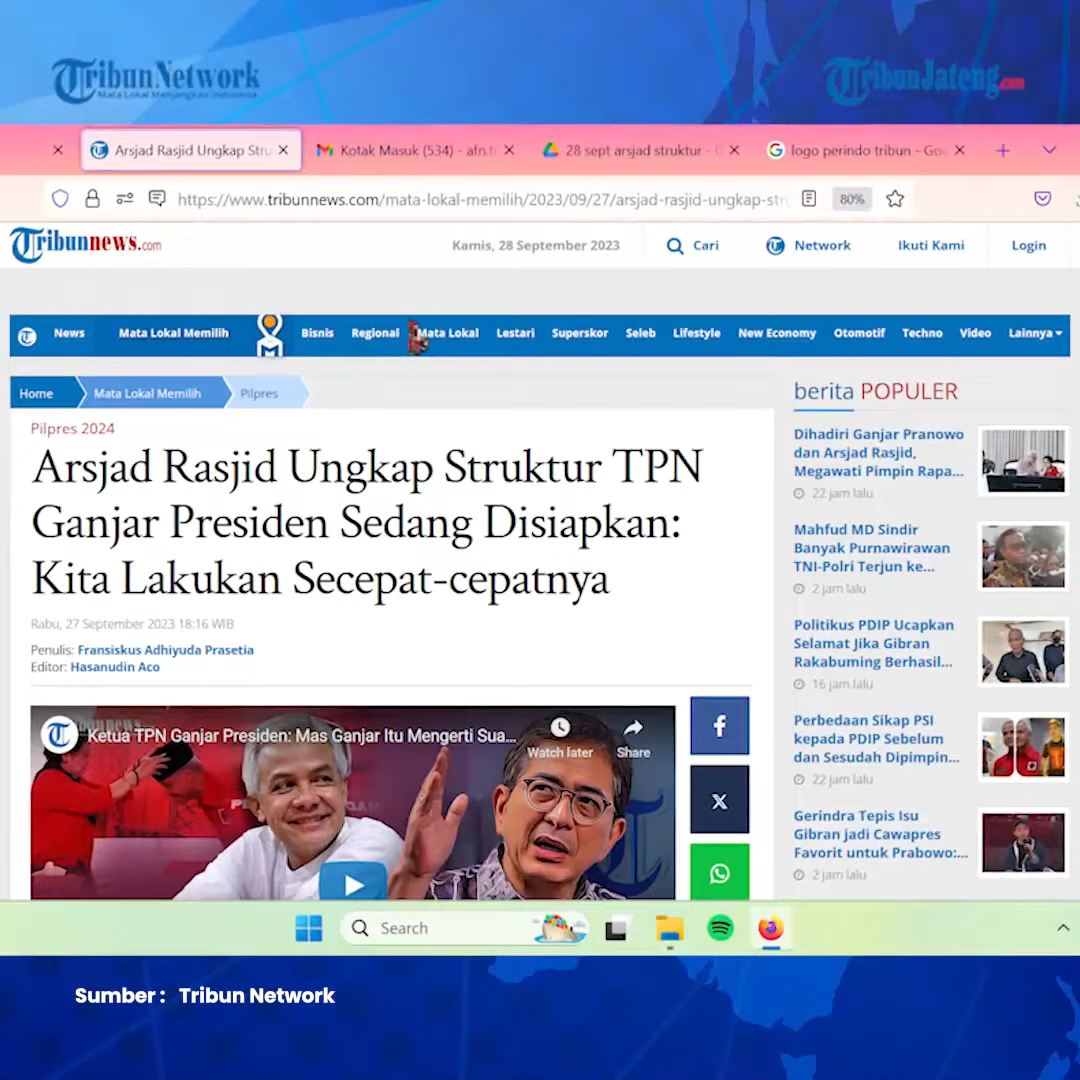 Tribun Network
Mata Lokal Menjangkau Indonesia
TribunJateng.com
Arsjad Rasjid Ungkap Stru
Kotak Masuk (534) - afn.t
28 sept arsjad struktur - G
logo perindo tribun - Goo
https://www.tribunnews.com/mata-lokal-memilih/2023/09/27/arsjad-rasjid-ungkap-str
80%
Tribunnews.com
Kamis, 28 September 2023
Cari
Network
Ikuti Kami
Login
News
Mata Lokal Memilih
Bisnis
Regional
Mata Lokal
Lestari
Superskor
Seleb
Lifestyle
New Economy
Otomotif
Techno
Video
Lainnya
Home
Mata Lokal Memilih
Pilpres
Pilpres 2024
Arsjad Rasjid Ungkap Struktur TPN
Ganjar Presiden Sedang Disiapkan:
Kita Lakukan Secepat-cepatnya
Rabu, 27 September 2023 18:16 WIB
Penulis: Fransiskus Adhiyuda Prasetia
Editor: Hasanudin Aco
Ketua TPN Ganjar Presiden: Mas Ganjar Itu Mengerti Sua...
Watch later
Share
berita POPULER
Dihadiri Ganjar Pranowo
dan Arsjad Rasjid,
Megawati Pimpin Rapa...
22 jam lalu
Mahfud MD Sindir
Banyak Purnawirawan
TNI-Polri Terjun ke...
2 jam lalu
Politikus PDIP Ucapkan
Selamat Jika Gibran
Rakabuming Berhasil...
16 jam lalu
Perbedaan Sikap PSI
kepada PDIP Sebelum
dan Sesudah Dipimpin...
22 jam lalu
Gerindra Tepis Isu
Gibran jadi Cawapres
Favorit untuk Prabowo:...
2 jam lalu
Search
Sumber : Tribun Network